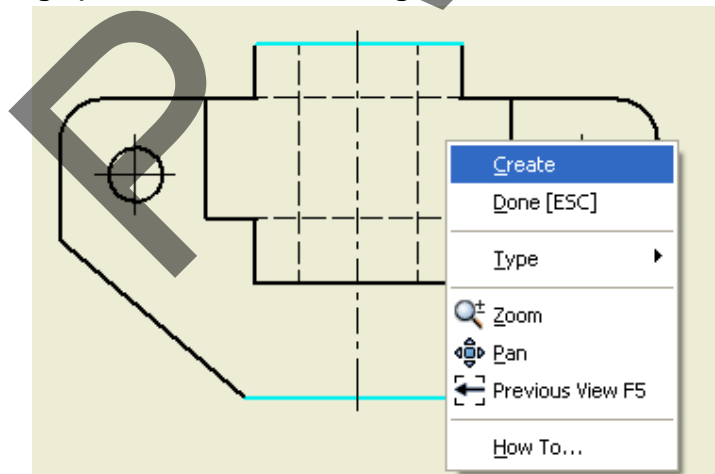 Create
Done [ESC]
Type
Zoom
Pan
Previous View F5
How To...